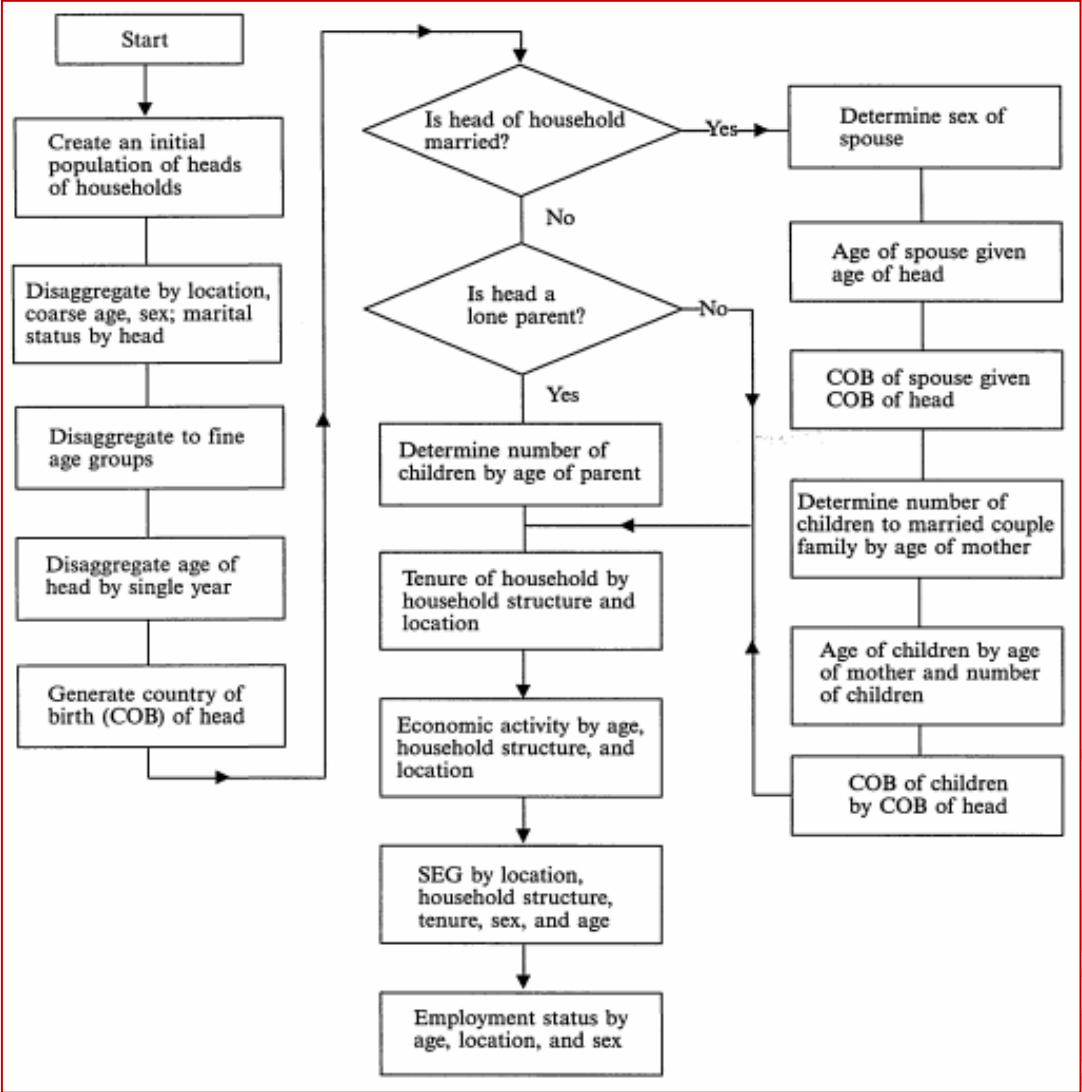 Start
Create an initial
population of heads
of households
Disaggregate by location,
coarse age, sex; marital
status by head
Disaggregate to fine
age groups
Disaggregate age of
head by single year
Generate country of
birth (COB) of head
Is head of household
married?
Yes
No
Is head a
lone parent?
No
Yes
Determine number of
children by age of parent
Tenure of household by
household structure and
location
Economic activity by age,
household structure, and
location
SEG by location,
household structure,
tenure, sex, and age
Employment status by
age, location, and sex
Determine sex of
spouse
Age of spouse given
age of head
COB of spouse given
COB of head
Determine number of
children to married couple
family by age of mother
Age of children by age
of mother and number
of children
COB of children
by COB of head